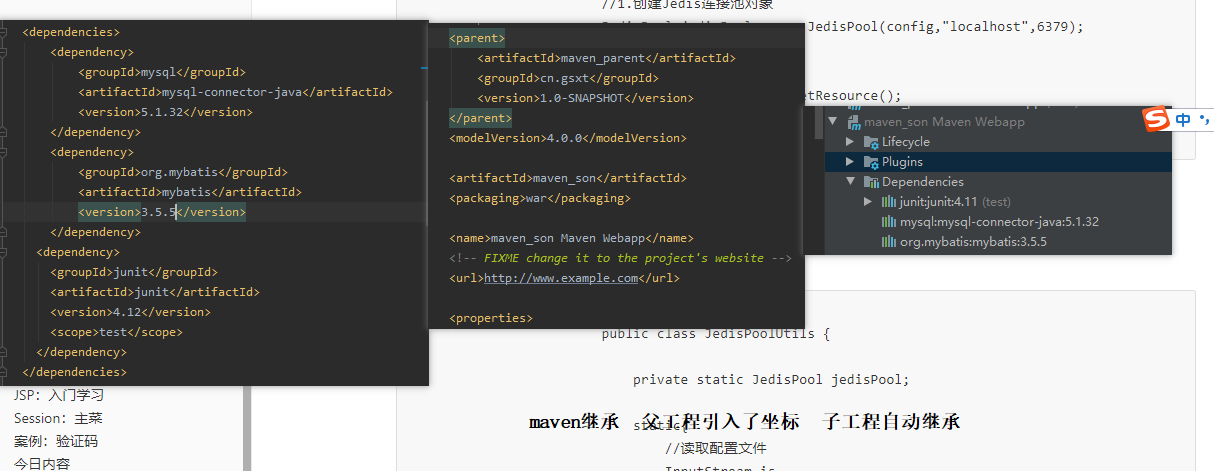 //1.创建Jedis连接池对象
JedisPool(config,"localhost",6379);
etResource();
<dependencies>
<dependency>
<groupId>mysql</groupId>
<artifactId>mysql-connector-java</artifactId>
<version>5.1.32</version>
</dependency>
<dependency>
<groupId>org.mybatis</groupId>
<artifactId>mybatis</artifactId>
<version>3.5.5</version>
</dependency>
<dependency>
<groupId>junit</groupId>
<artifactId>junit</artifactId>
<version>4.12</version>
<scope>test</scope>
</dependency>
</dependencies>
<parent>
<artifactId>maven_parent</artifactId>
<groupId>cn.gsxt</groupId>
<version>1.0-SNAPSHOT</version>
</parent>
<modelVersion>4.0.0</modelVersion>
<artifactId>maven_son</artifactId>
<packaging>war</packaging>
<name>maven_son Maven Webapp</name>
<!-- FIXME change it to the project's website -->
<url>http://www.example.com</url>
<properties>
maven_son Maven Webapp
Lifecycle
Plugins
Dependencies
junit:junit:4.11 (test)
mysql:mysql-connector-java:5.1.32
org.mybatis:mybatis:3.5.5
S 中 °,
public class JedisPoolUtils {
private static JedisPool jedisPool;
maven继承 父工程引入了坐标 子工程自动继承
static{
//读取配置文件
InputStream is
JSP：入门学习
Session：主菜
案例：验证码
今日内容